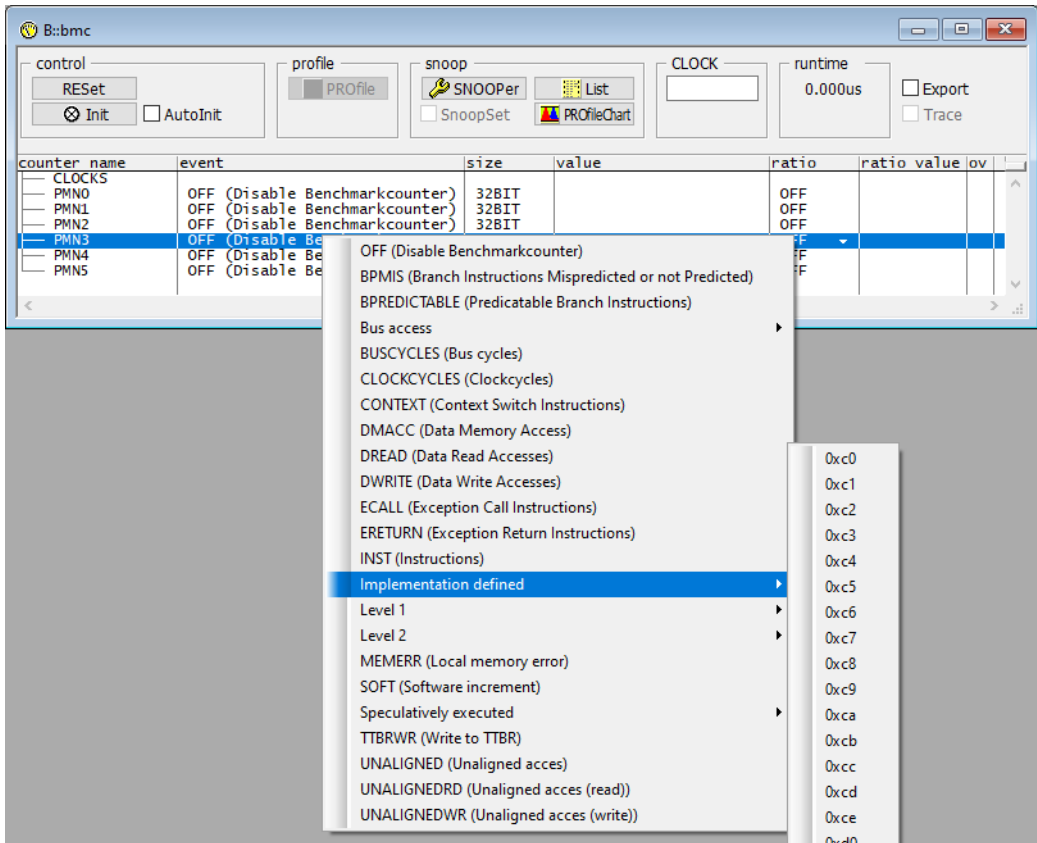 B::bmc
control
profile
snoop
CLOCK
runtime
RESet
PROfile
SNOOPer
List
0.000us
Export
Init
AutoInit
SnoopSet
PROfileChart
Trace
counter name event size value ratio ratio value ov
CLOCKS
PMN0 OFF (Disable Benchmarkcounter) 32BIT OFF
PMN1 OFF (Disable Benchmarkcounter) 32BIT OFF
PMN2 OFF (Disable Benchmarkcounter) 32BIT OFF
PMN3 OFF (Disable Be FF
PMN4 OFF (Disable Be FF
PMN5 OFF (Disable Be FF
OFF (Disable Benchmarkcounter)
BPMIS (Branch Instructions Mispredicted or not Predicted)
BPREDICTABLE (Predicatable Branch Instructions)
Bus access
BUSCYCLES (Bus cycles)
CLOCKCYCLES (Clockcycles)
CONTEXT (Context Switch Instructions)
DMACC (Data Memory Access)
DREAD (Data Read Accesses)
DWRITE (Data Write Accesses)
ECALL (Exception Call Instructions)
ERETURN (Exception Return Instructions)
INST (Instructions)
Implementation defined
Level 1
Level 2
MEMERR (Local memory error)
SOFT (Software increment)
Speculatively executed
TTBRWR (Write to TTBR)
UNALIGNED (Unaligned acces)
UNALIGNEDRD (Unaligned acces (read))
UNALIGNEDWR (Unaligned acces (write))
0xc0
0xc1
0xc2
0xc3
0xc4
0xc5
0xc6
0xc7
0xc8
0xc9
0xca
0xcb
0xcc
0xcd
0xce
0xd0